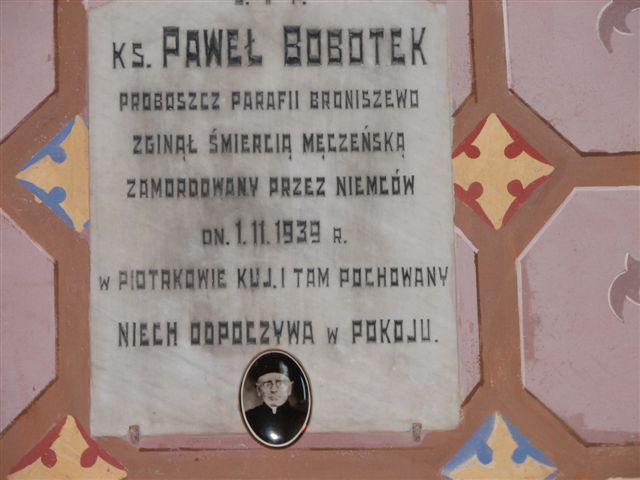 KS. PAWEŁ BOBOTEK
PROBOSZCZ PARAFII BRONISZEWO
ZGINĄŁ ŚMIERCIĄ MĘCZEŃSKĄ
ZAMORDOWANY PRZEZ NIEMCÓW
DN. 1.11.1939 R.
W PIOTRKOWIE KUJ. I TAM POCHOWANY
NIECH ODPOCZYWA W POKOJU.